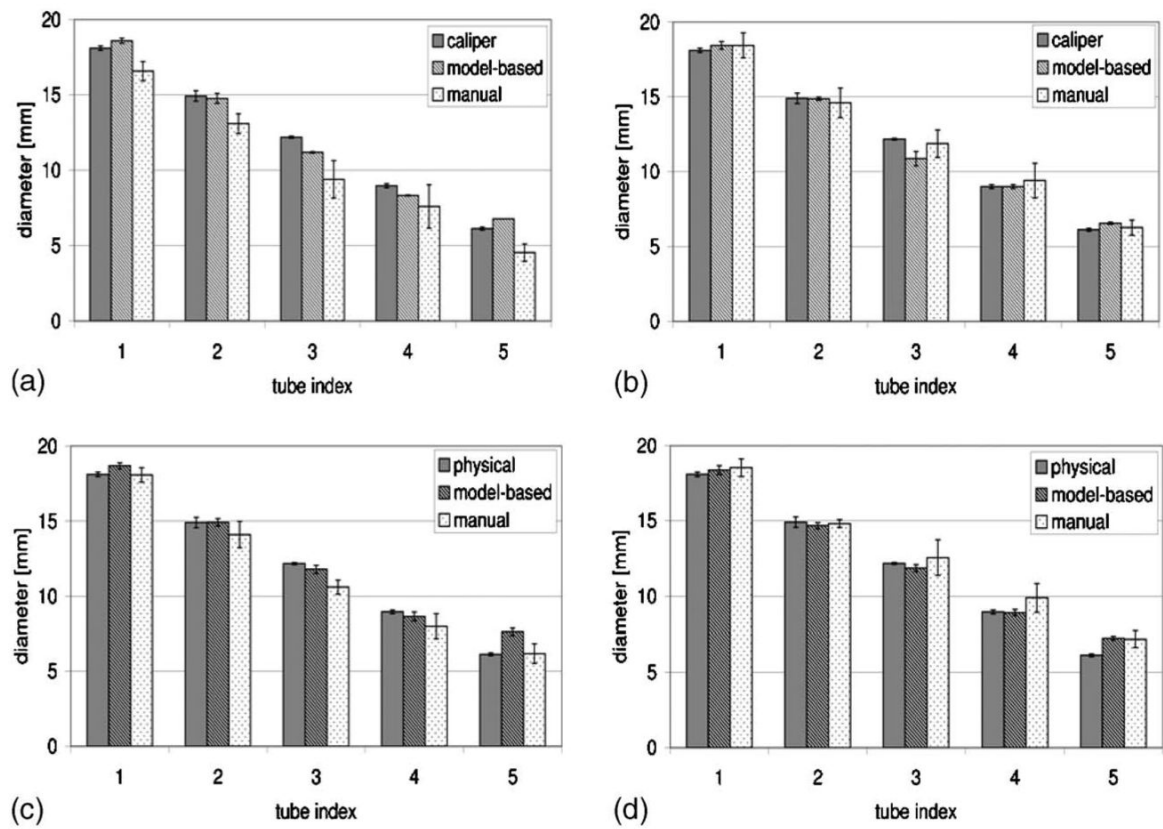 20
15
10
5
0
diameter [mm]
caliper
model-based
manual
1 2 3 4 5
tube index
(a)
20
15
10
5
0
diameter [mm]
caliper
model-based
manual
1 2 3 4 5
tube index
(b)
20
15
10
5
0
diameter [mm]
physical
model-based
manual
1 2 3 4 5
tube index
(c)
20
15
10
5
0
diameter [mm]
physical
model-based
manual
1 2 3 4 5
tube index
(d)